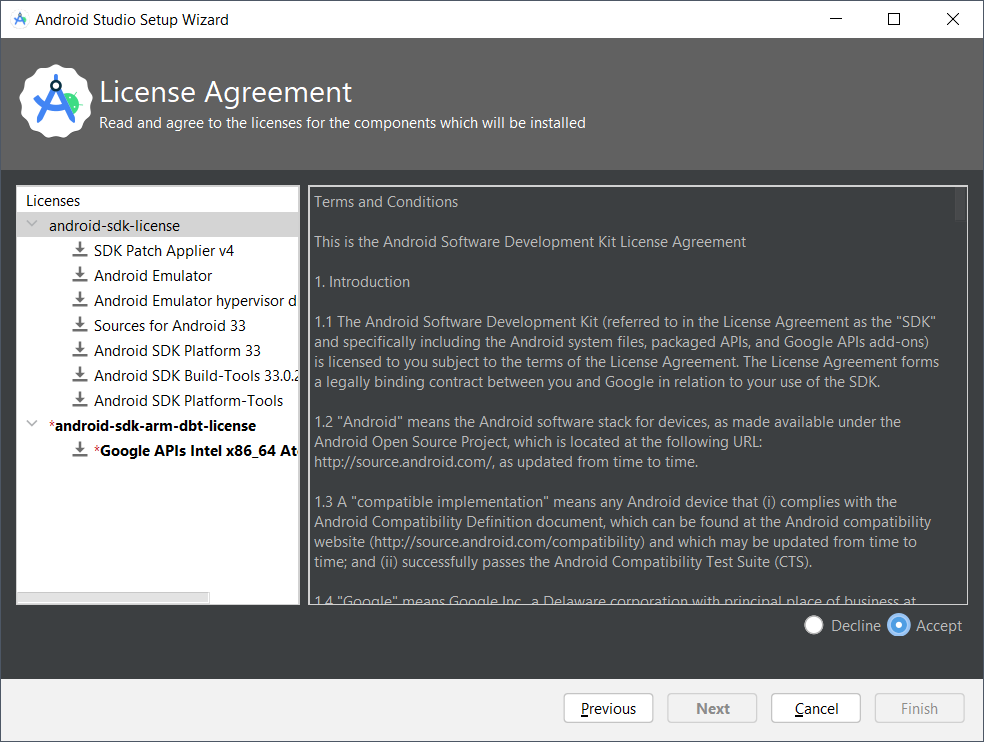 Android Studio Setup Wizard
License Agreement
Read and agree to the licenses for the components which will be installed
Licenses
android-sdk-license
SDK Patch Applier v4
Android Emulator
Android Emulator hypervisor d
Sources for Android 33
Android SDK Platform 33
Android SDK Build-Tools 33.0.2
Android SDK Platform-Tools
*android-sdk-arm-dbt-license
*Google APIs Intel x86_64 At
Terms and Conditions
This is the Android Software Development Kit License Agreement
1. Introduction
1.1 The Android Software Development Kit (referred to in the License Agreement as the "SDK"
and specifically including the Android system files, packaged APIs, and Google APIs add-ons)
is licensed to you subject to the terms of the License Agreement. The License Agreement forms
a legally binding contract between you and Google in relation to your use of the SDK.
1.2 "Android" means the Android software stack for devices, as made available under the
Android Open Source Project, which is located at the following URL:
http://source.android.com/, as updated from time to time.
1.3 A "compatible implementation" means any Android device that (i) complies with the
Android Compatibility Definition document, which can be found at the Android compatibility
website (http://source.android.com/compatibility) and which may be updated from time to
time; and (ii) successfully passes the Android Compatibility Test Suite (CTS).
1.4 "Google" means Google Inc., a Delaware corporation with principal place of business at
Decline Accept
Previous Next Cancel Finish